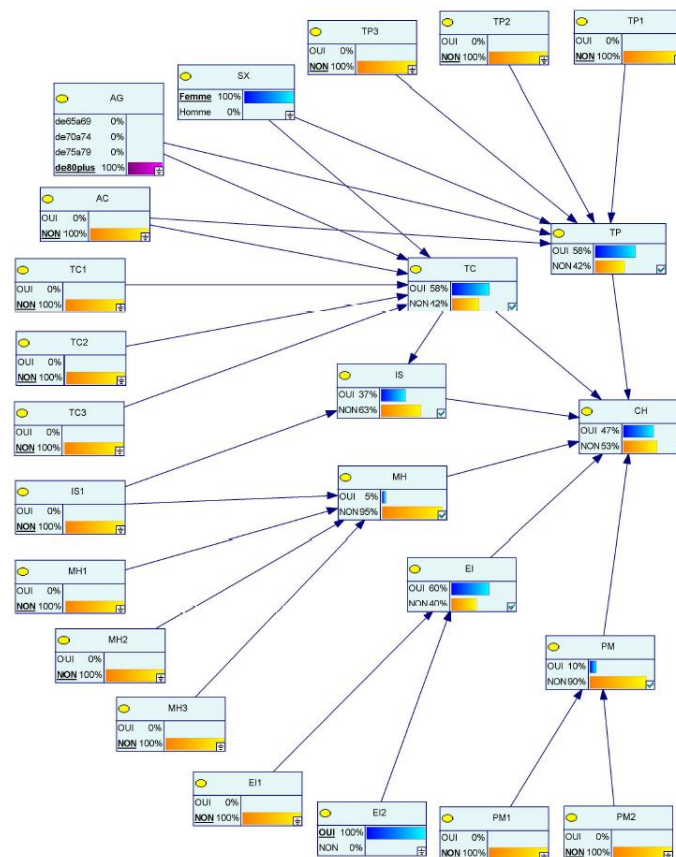 TP3
OUI 0%
NON 100%
TP2
OUI 0%
NON 100%
TP1
OUI 0%
NON 100%
SX
Femme 100%
Homme 0%
AG
de65a69 0%
de70a74 0%
de75a79 0%
de80plus 100%
AC
OUI 0%
NON 100%
TP
OUI 58%
NON 42%
TC1
OUI 0%
NON 100%
TC
OUI 58%
NON 42%
TC2
OUI 0%
NON 100%
IS
OUI 37%
NON 63%
TC3
OUI 0%
NON 100%
CH
OUI 47%
NON 53%
IS1
OUI 0%
NON 100%
MH
OUI 5%
NON 95%
MH1
OUI 0%
NON 100%
EI
OUI 60%
NON 40%
MH2
OUI 0%
NON 100%
PM
OUI 10%
NON 90%
MH3
OUI 0%
NON 100%
EI1
OUI 0%
NON 100%
EI2
OUI 100%
NON 0%
PM1
OUI 0%
NON 100%
PM2
OUI 0%
NON 100%